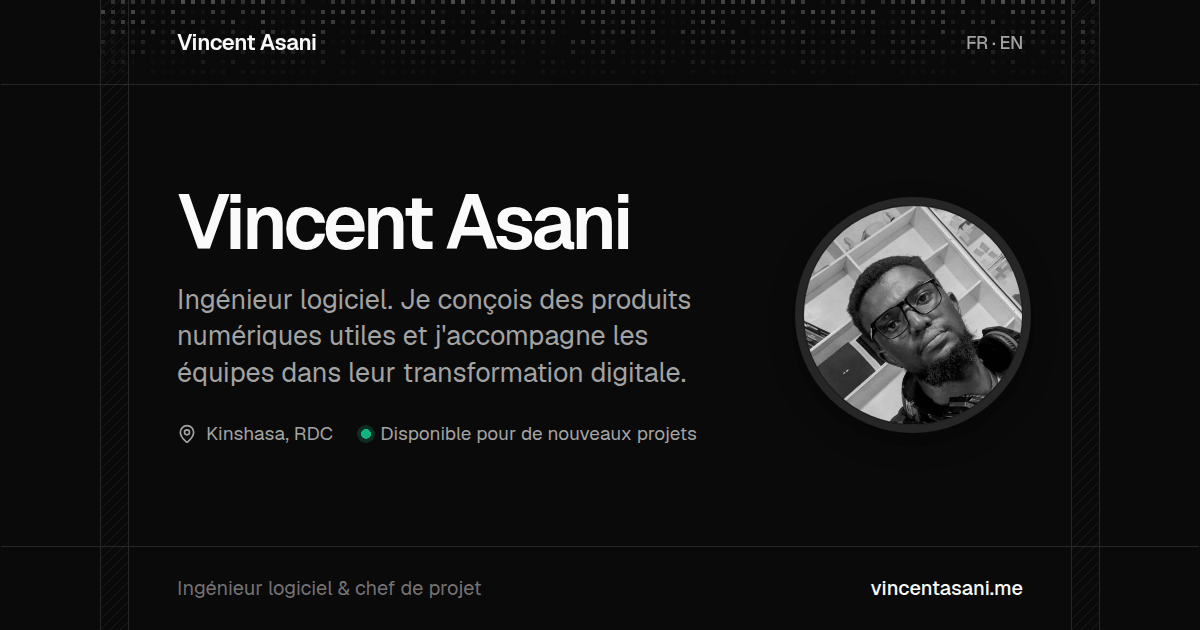 Vincent Asani
FR · EN
Vincent Asani
Ingénieur logiciel. Je conçois des produits
numériques utiles et j'accompagne les
équipes dans leur transformation digitale.
Kinshasa, RDC
Disponible pour de nouveaux projets
Ingénieur logiciel & chef de projet
vincentasani.me